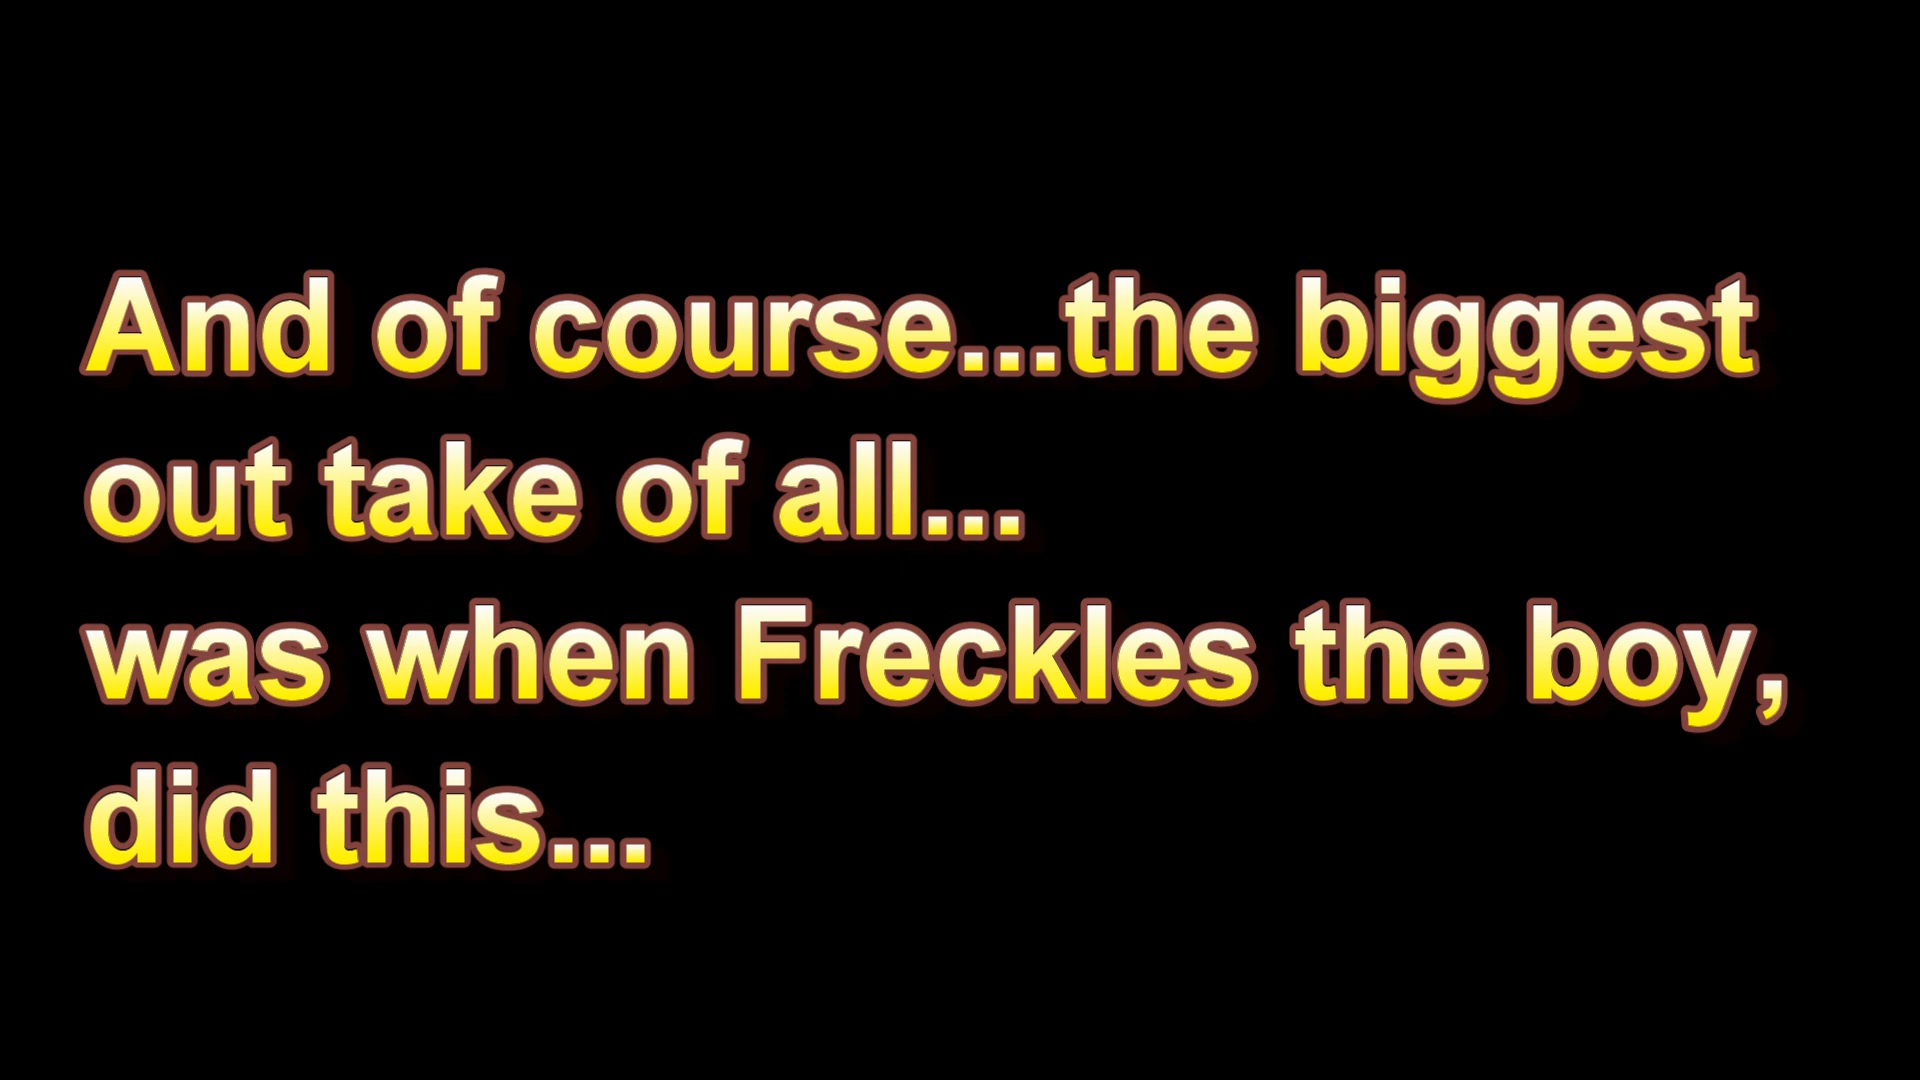 And of course...the biggest
out take of all...
was when Freckles the boy,
did this...